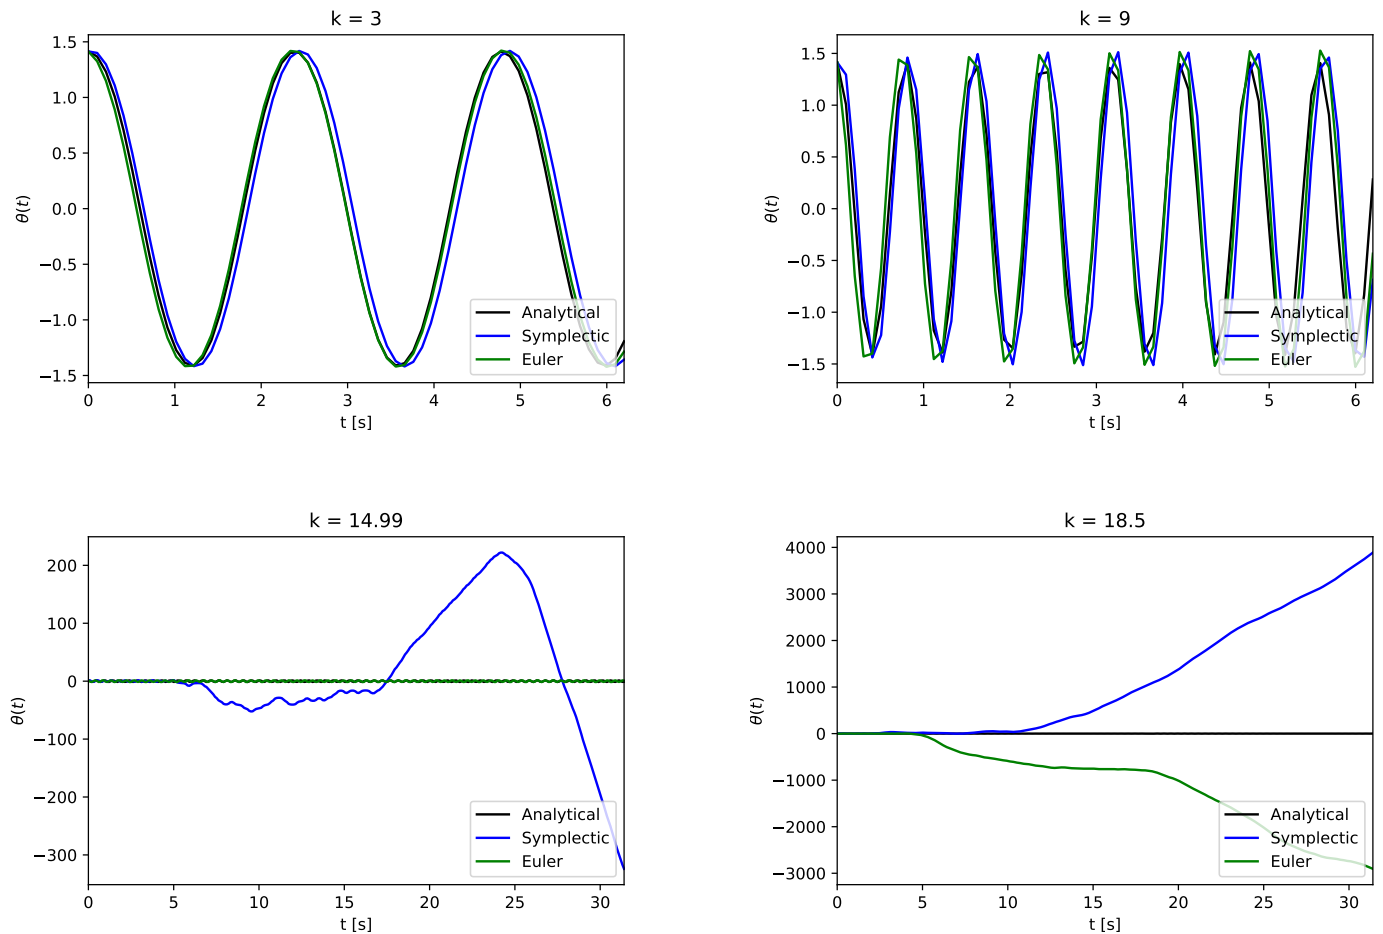 k = 3
1.5
1.0
0.5
0.0
−0.5
−1.0
−1.5
θ(t)
0 1 2 3 4 5 6
t [s]
Analytical
Symplectic
Euler
k = 9
1.5
1.0
0.5
0.0
−0.5
−1.0
−1.5
θ(t)
0 1 2 3 4 5 6
t [s]
Analytical
Symplectic
Euler
k = 14.99
200
100
0
−100
−200
−300
θ(t)
0 5 10 15 20 25 30
t [s]
Analytical
Symplectic
Euler
k = 18.5
4000
3000
2000
1000
0
−1000
−2000
−3000
θ(t)
0 5 10 15 20 25 30
t [s]
Analytical
Symplectic
Euler